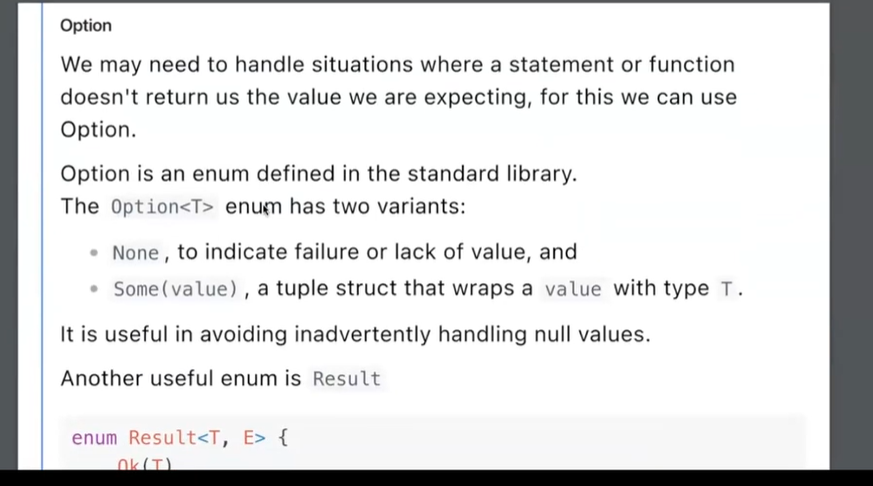 Option
We may need to handle situations where a statement or function
doesn't return us the value we are expecting, for this we can use
Option.
Option is an enum defined in the standard library.
The Option<T> enum has two variants:
None, to indicate failure or lack of value, and
Some(value), a tuple struct that wraps a value with type T.
It is useful in avoiding inadvertently handling null values.
Another useful enum is Result
enum Result<T, E> {
Ok(T)